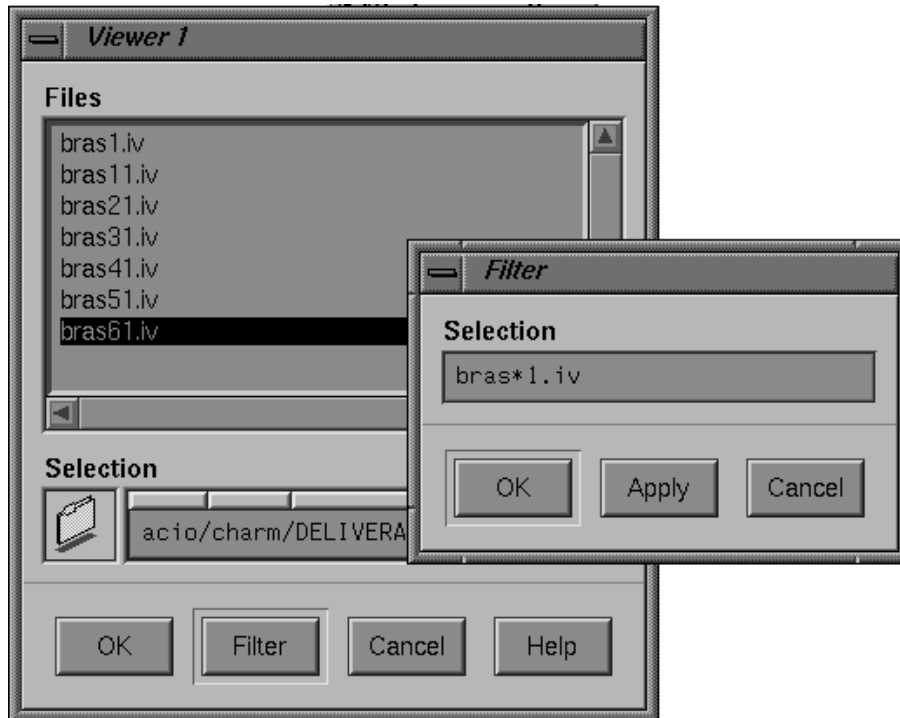 Viewer 1
Files
bras1.iv
bras11.iv
bras21.iv
bras31.iv
bras41.iv
bras51.iv
bras61.iv
Selection
acio/charm/DELIVERA
OK Filter Cancel Help
Filter
Selection
bras*1.iv
OK Apply Cancel